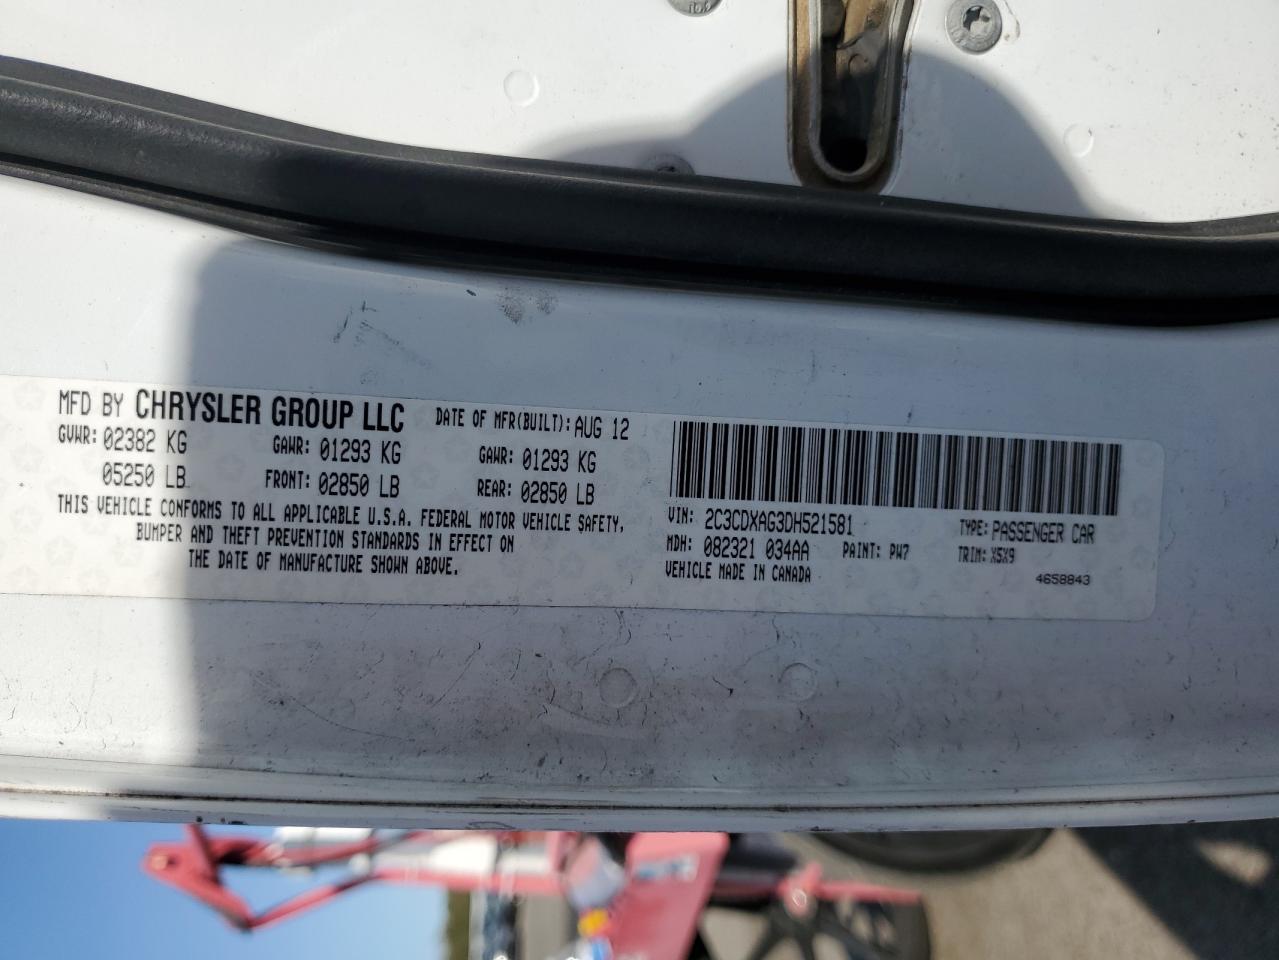 MFD BY CHRYSLER GROUP LLC DATE OF MFR(BUILT): AUG 12
GVWR: 02382 KG GAWR: 01293 KG GAWR: 01293 KG
05250 LB FRONT: 02850 LB REAR: 02850 LB
THIS VEHICLE CONFORMS TO ALL APPLICABLE U.S.A. FEDERAL MOTOR VEHICLE SAFETY,
BUMPER AND THEFT PREVENTION STANDARDS IN EFFECT ON
THE DATE OF MANUFACTURE SHOWN ABOVE.
VIN: 2C3CDXAG3DH521581 TYPE: PASSENGER CAR
MDH: 082321 034AA PAINT: PW7 TRIM: X5X9
VEHICLE MADE IN CANADA 4658843